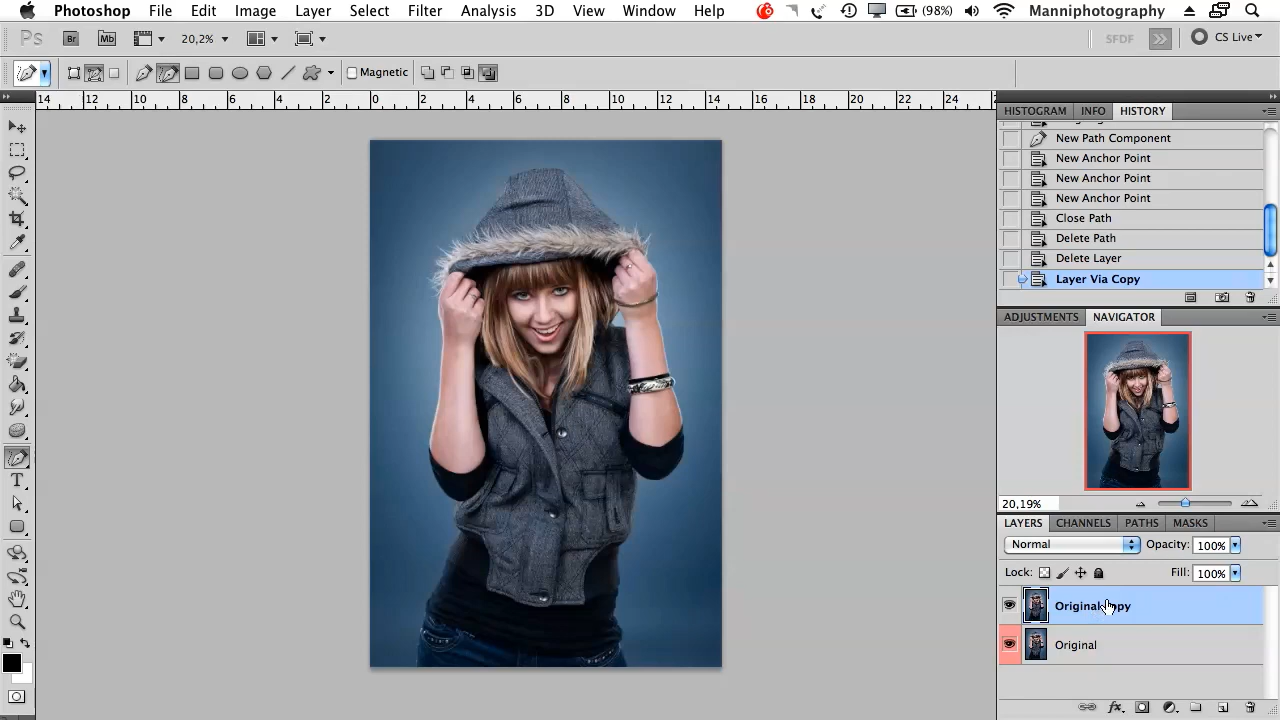 Photoshop File Edit Image Layer Select Filter Analysis 3D View Window Help (98%) Manniphotography
Ps Br Mb 20,2% SFDF CS Live
Magnetic
14 12 10 8 6 4 2 0 2 4 6 8 10 12 14 16 18 20 22 24
HISTOGRAM INFO HISTORY
New Path Component
New Anchor Point
New Anchor Point
New Anchor Point
Close Path
Delete Path
Delete Layer
Layer Via Copy
ADJUSTMENTS NAVIGATOR
20,19%
LAYERS CHANNELS PATHS MASKS
Normal Opacity: 100%
Lock: Fill: 100%
Original copy
Original